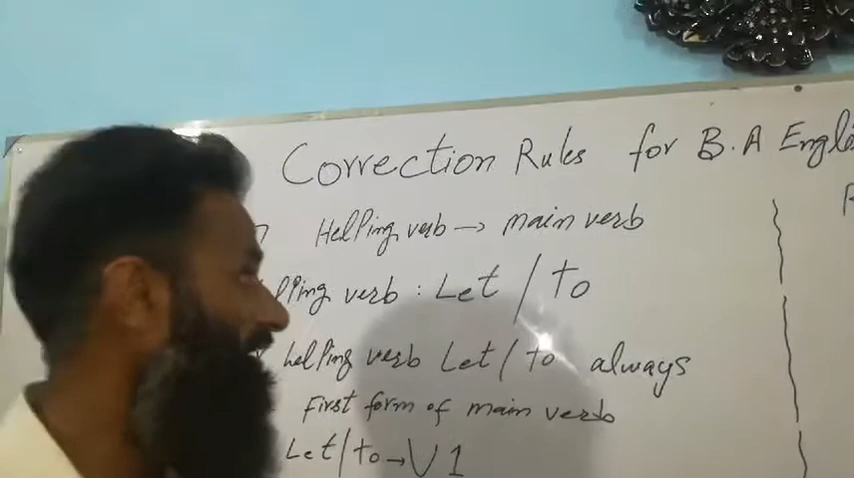 Correction Rules for B.A
Helping verb → main verb
verb : Let / to
helping verb Let / to always
First form of main verb
Let / to → V 1